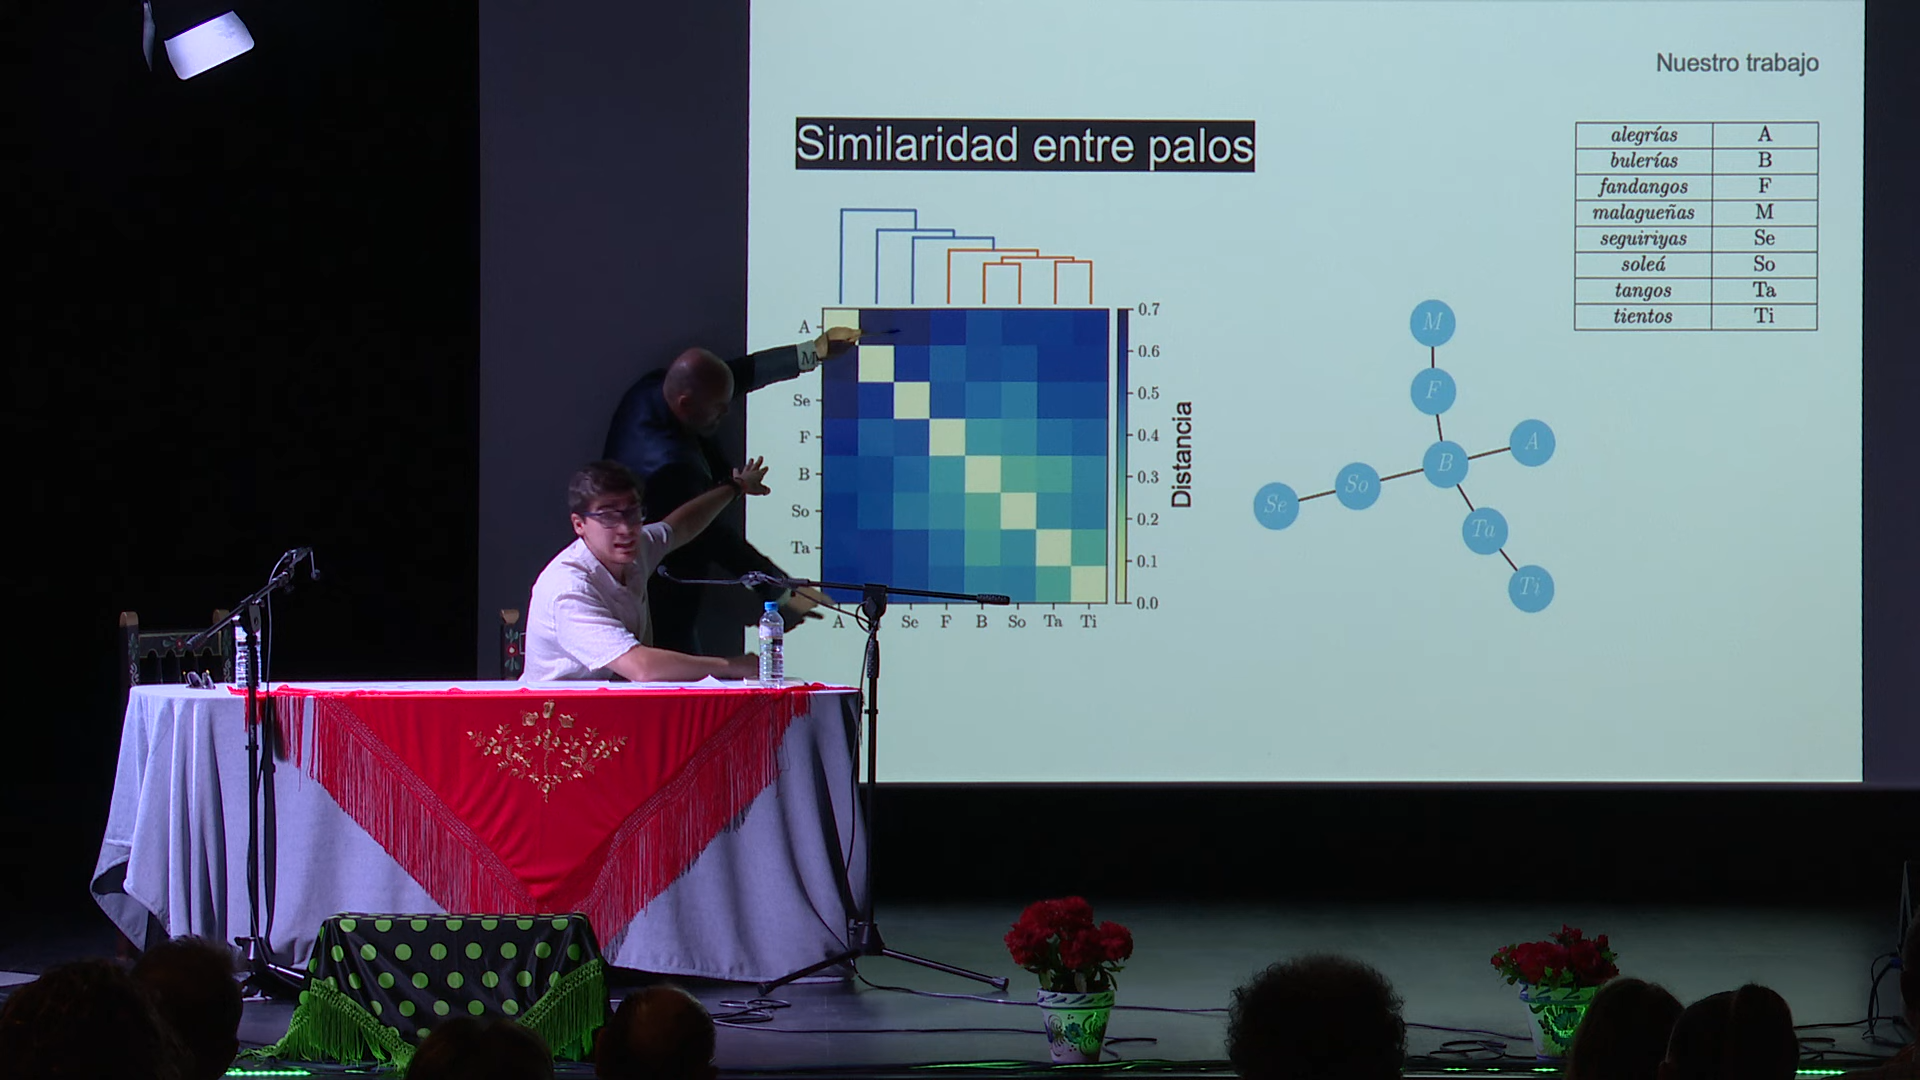 Nuestro trabajo
Similaridad entre palos
alegrías A
bulerías B
fandangos F
malagueñas M
seguiriyas Se
soleá So
tangos Ta
tientos Ti
A
M
Se
F
B
So
Ta
A Se F B So Ta Ti
0.7
0.6
0.5
0.4
0.3
0.2
0.1
0.0
Distancia
M
F
A
B
So
Se
Ta
Ti